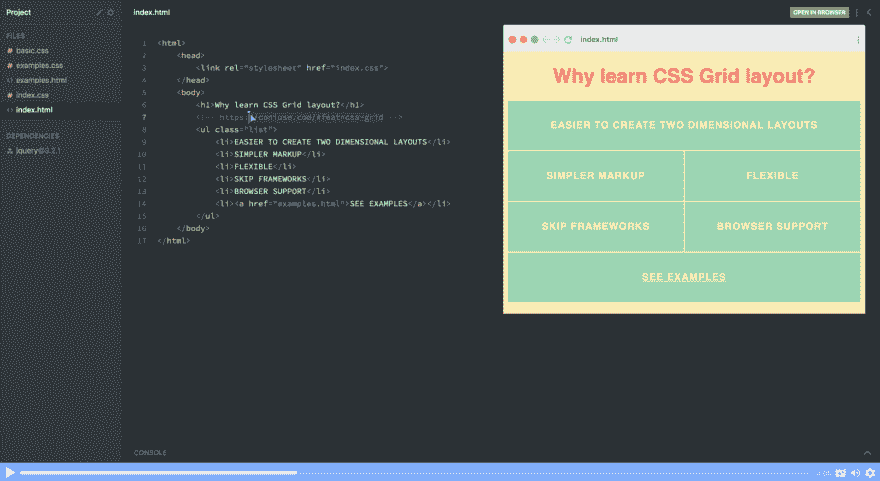 Project
FILES
basic.css
examples.css
examples.html
index.css
index.html
DEPENDENCIES
jquery@3.2.1
index.html
OPEN IN BROWSER
1 <html>
2 <head>
3 <link rel="stylesheet" href="index.css">
4 </head>
5 <body>
6 <h1>Why learn CSS Grid layout?</h1>
7 <!-- https://caniuse.com/#feat=css-grid -->
8 <ul class="list">
9 <li>EASIER TO CREATE TWO DIMENSIONAL LAYOUTS</li>
10 <li>SIMPLER MARKUP</li>
11 <li>FLEXIBLE</li>
12 <li>SKIP FRAMEWORKS</li>
13 <li>BROWSER SUPPORT</li>
14 <li><a href="examples.html">SEE EXAMPLES</a></li>
15 </ul>
16 </body>
17 </html>
index.html
Why learn CSS Grid layout?
EASIER TO CREATE TWO DIMENSIONAL LAYOUTS
SIMPLER MARKUP
FLEXIBLE
SKIP FRAMEWORKS
BROWSER SUPPORT
SEE EXAMPLES
CONSOLE